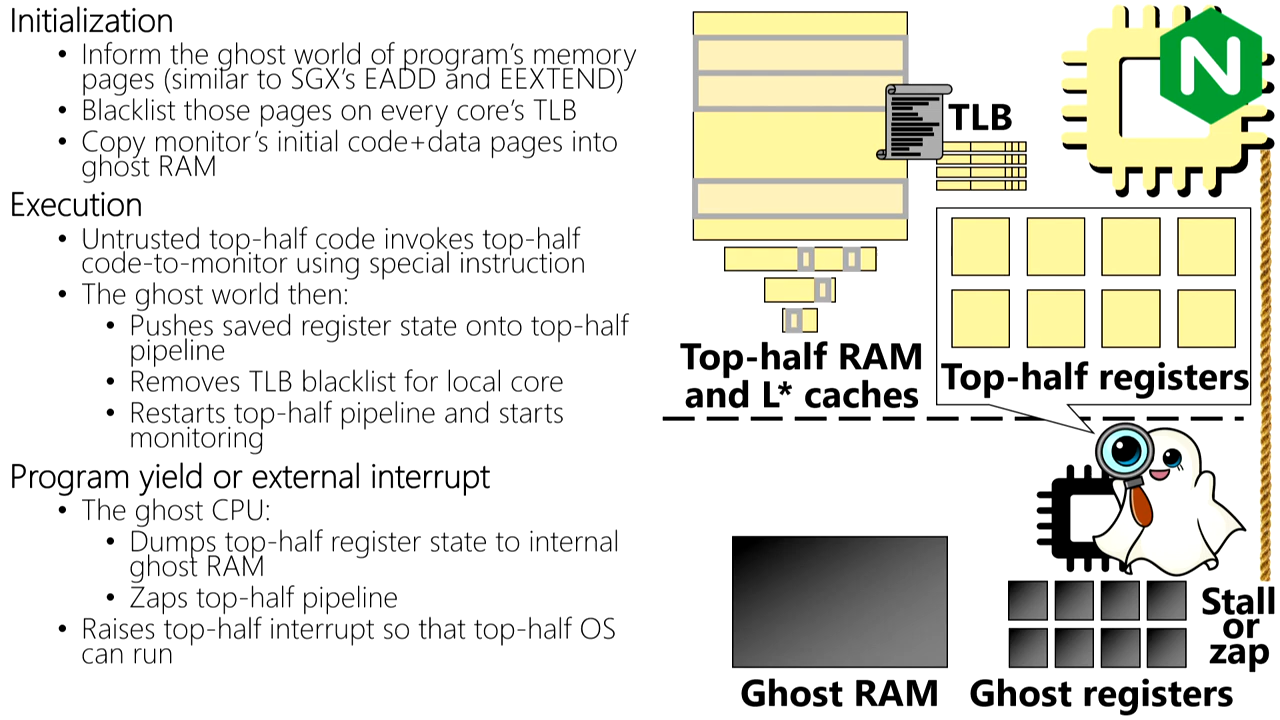 Initialization
• Inform the ghost world of program's memory
pages (similar to SGX's EADD and EEXTEND)
• Blacklist those pages on every core's TLB
• Copy monitor's initial code+data pages into
ghost RAM
Execution
• Untrusted top-half code invokes top-half
code-to-monitor using special instruction
• The ghost world then:
• Pushes saved register state onto top-half
pipeline
• Removes TLB blacklist for local core
• Restarts top-half pipeline and starts
monitoring
Program yield or external interrupt
• The ghost CPU:
• Dumps top-half register state to internal
ghost RAM
• Zaps top-half pipeline
• Raises top-half interrupt so that top-half OS
can run
N
TLB
Top-half RAM
and L* caches
Top-half registers
Ghost RAM
Ghost registers
Stall
or
zap